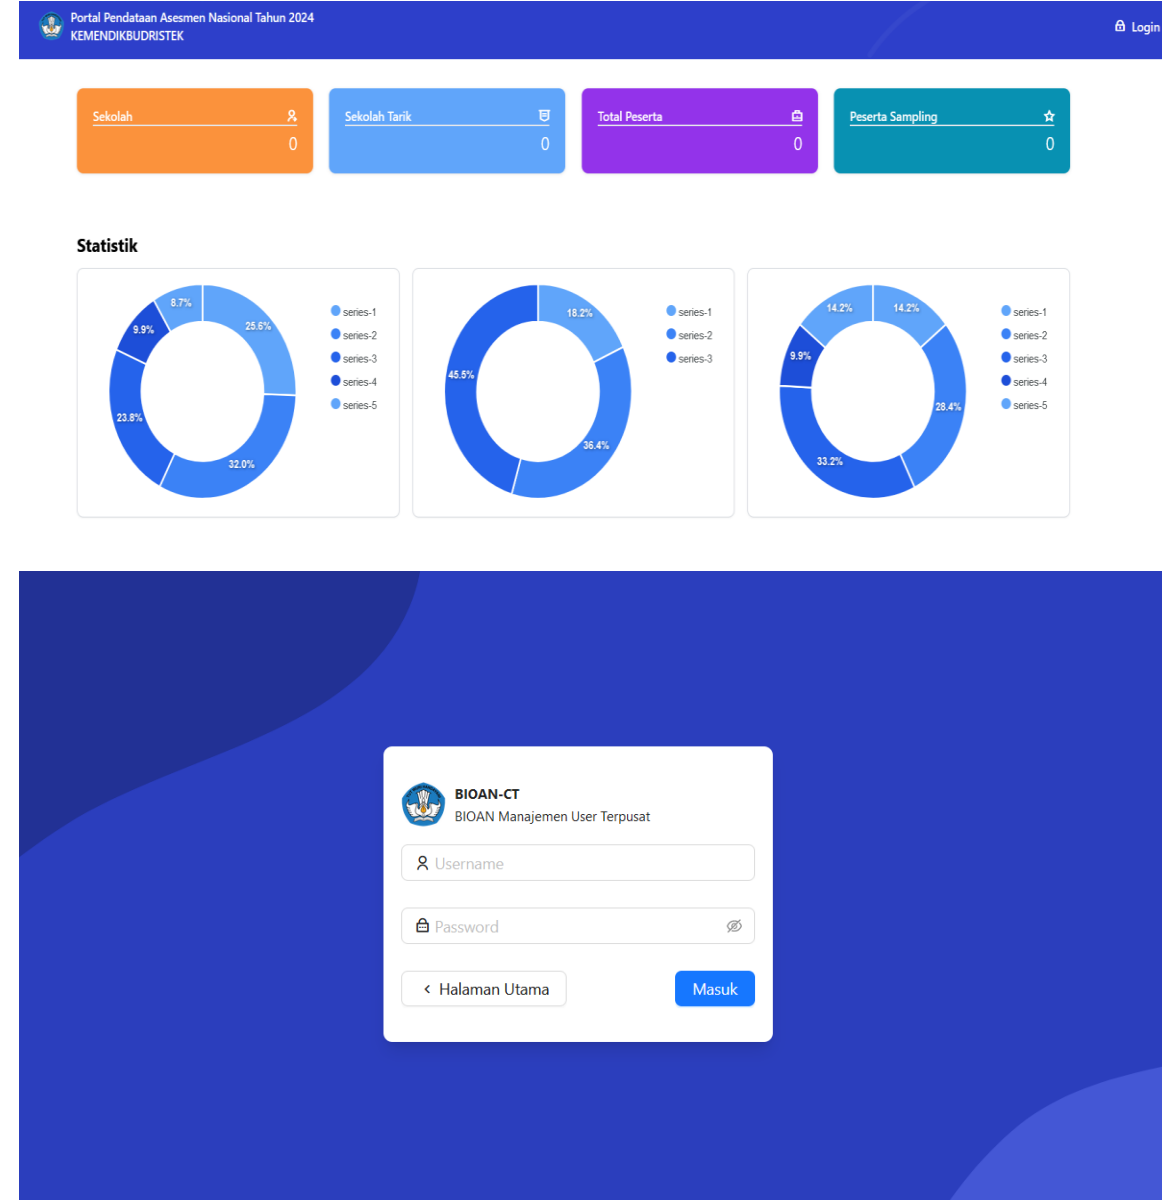 Portal Pendataan Asesmen Nasional Tahun 2024
KEMENDIKBUDRISTEK
Login
Sekolah
0
Sekolah Tarik
0
Total Peserta
0
Peserta Sampling
0
Statistik
8.7%
25.6%
9.9%
23.8%
32.0%
series-1
series-2
series-3
series-4
series-5
18.2%
45.5%
36.4%
series-1
series-2
series-3
14.2%
14.2%
9.9%
28.4%
33.2%
series-1
series-2
series-3
series-4
series-5
BIOAN-CT
BIOAN Manajemen User Terpusat
Username
Password
< Halaman Utama
Masuk